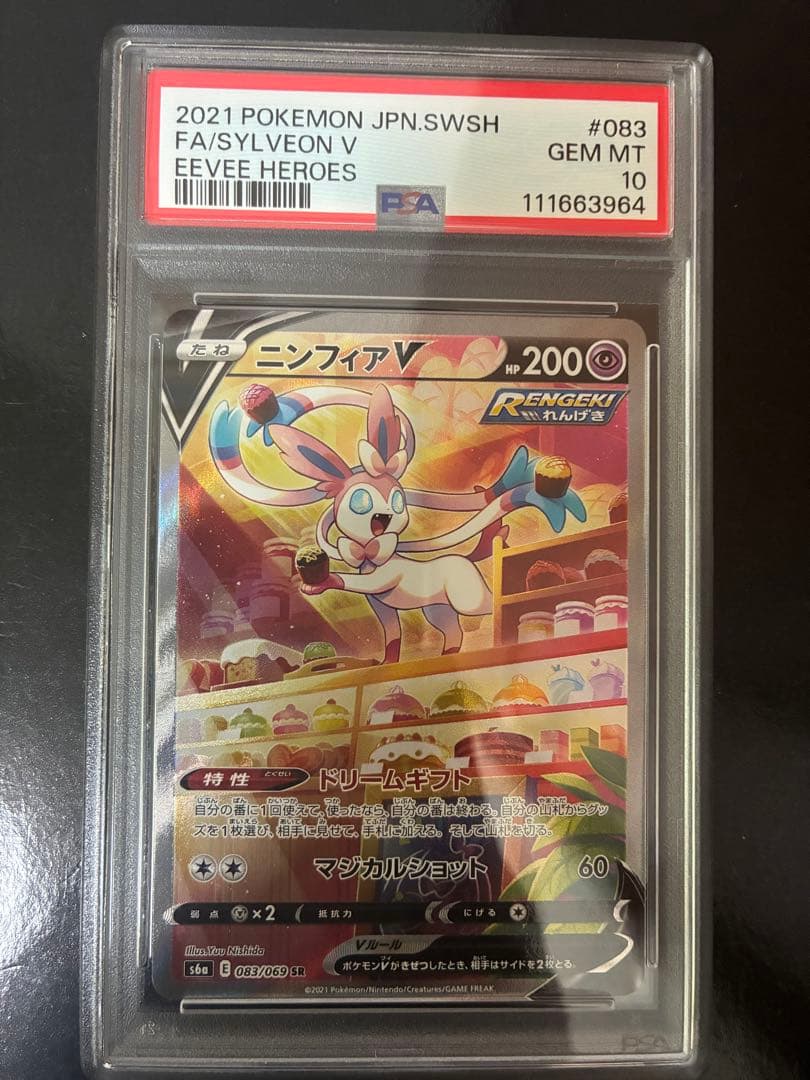 2021 POKEMON JPN.SWSH #083
FA/SYLVEON V GEM MT
EEVEE HEROES 10
PSA 111663964
たね ニンフィアV HP 200
RENGEKI
れんげき
特性 とくせい ドリームギフト
自分の番に1回使えて、使ったなら、自分の番は終わる。自分の山札からグッ
ズを1枚選び、相手に見せて、手札に加える。そして山札を切る。
マジカルショット 60
弱点 ×2 抵抗力 にげる
Vルール
ポケモンVがきぜつしたとき、相手はサイドを2枚とる。
Illus.Yuu Nishida
s6a E 083/069 SR
©2021 Pokémon/Nintendo/Creatures/GAME FREAK
PSA